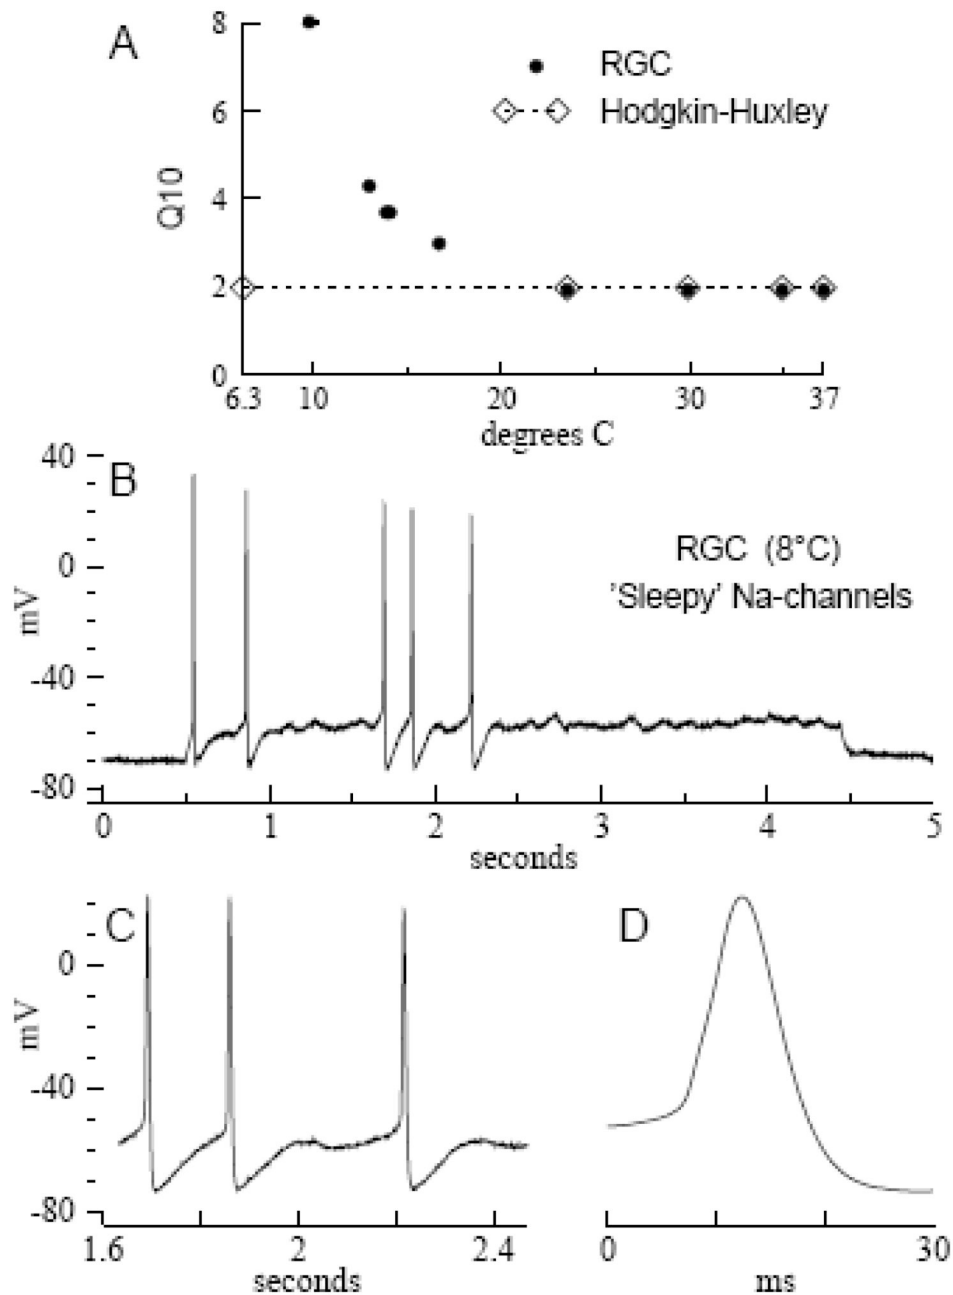 A
8
RGC
6
Hodgkin-Huxley
Q10
4
2
0
6.3 10 20 30 37
degrees C
40
B
RGC (8°C)
0
'Sleepy' Na-channels
mV
-40
-80
0 1 2 3 4 5
seconds
C
D
0
mV
-40
-80
1.6 2 2.4
seconds
0 30
ms